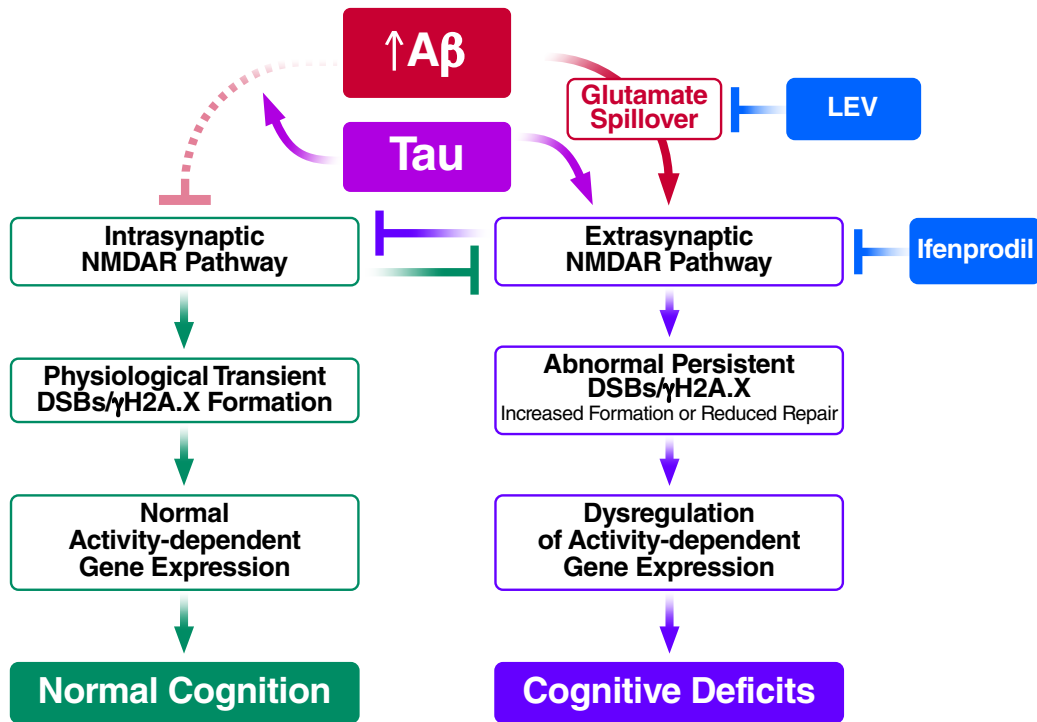 ↑Aβ
Glutamate
Spillover
LEV
Tau
Intrasynaptic
NMDAR Pathway
Extrasynaptic
NMDAR Pathway
Ifenprodil
Physiological Transient
DSBs/γH2A.X Formation
Abnormal Persistent
DSBs/γH2A.X
Increased Formation or Reduced Repair
Normal
Activity-dependent
Gene Expression
Dysregulation
of Activity-dependent
Gene Expression
Normal Cognition
Cognitive Deficits